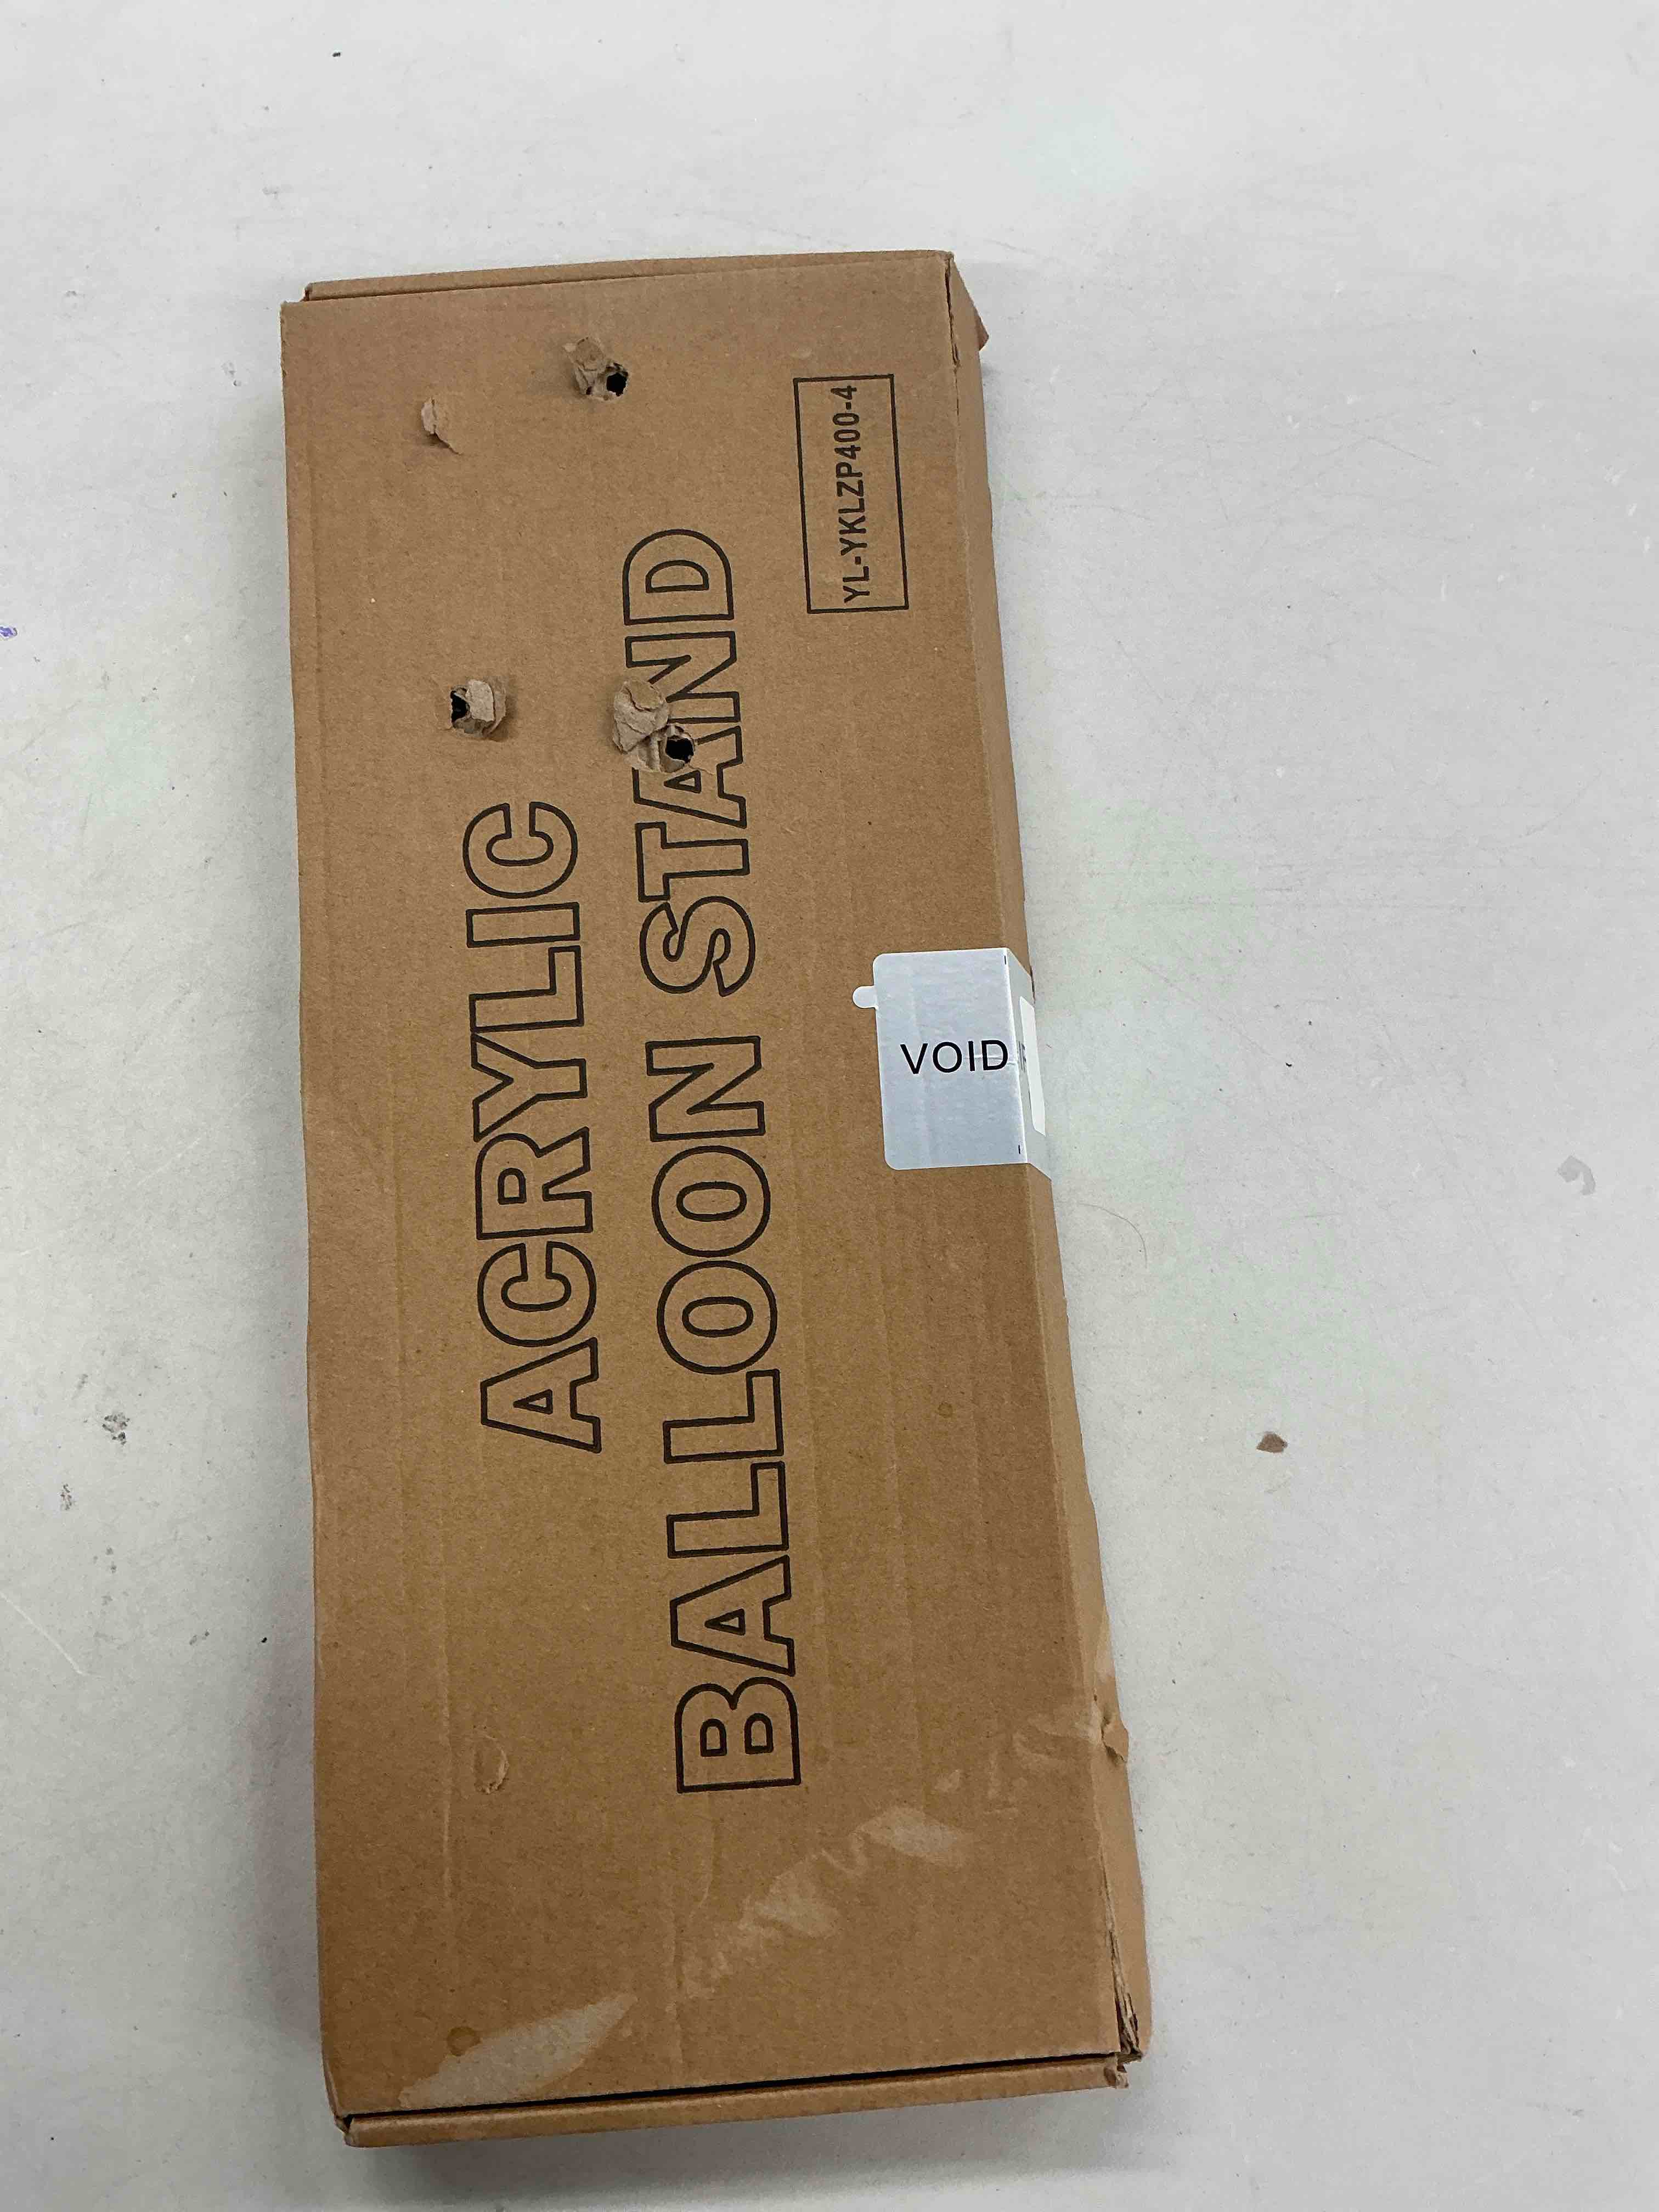 ACRYLIC
BALLOON STAND
YL-YKLZP400-4
VOID